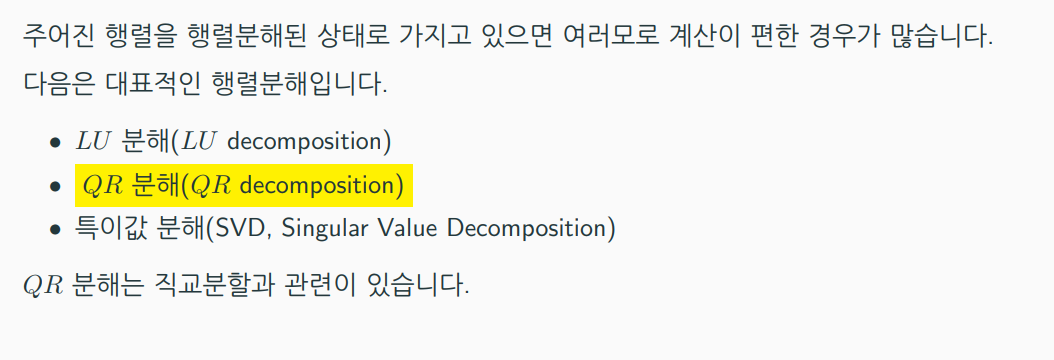 주어진 행렬을 행렬분해된 상태로 가지고 있으면 여러모로 계산이 편한 경우가 많습니다.
다음은 대표적인 행렬분해입니다.
• LU 분해(LU decomposition)
• QR 분해(QR decomposition)
• 특이값 분해(SVD, Singular Value Decomposition)
QR 분해는 직교분할과 관련이 있습니다.